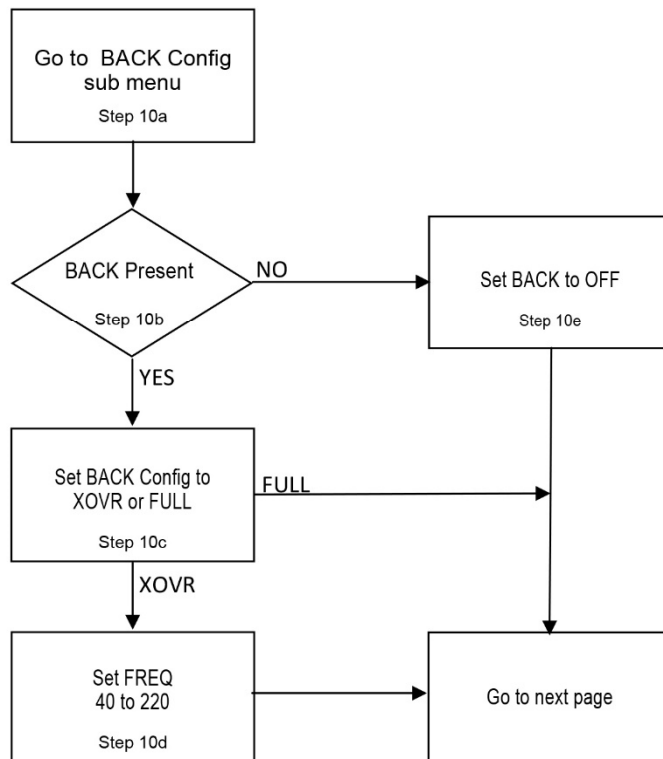 Go to BACK Config
sub menu
Step 10a
BACK Present
Step 10b
NO
Set BACK to OFF
Step 10e
YES
Set BACK Config to
XOVR or FULL
Step 10c
FULL
XOVR
Set FREQ
40 to 220
Step 10d
Go to next page